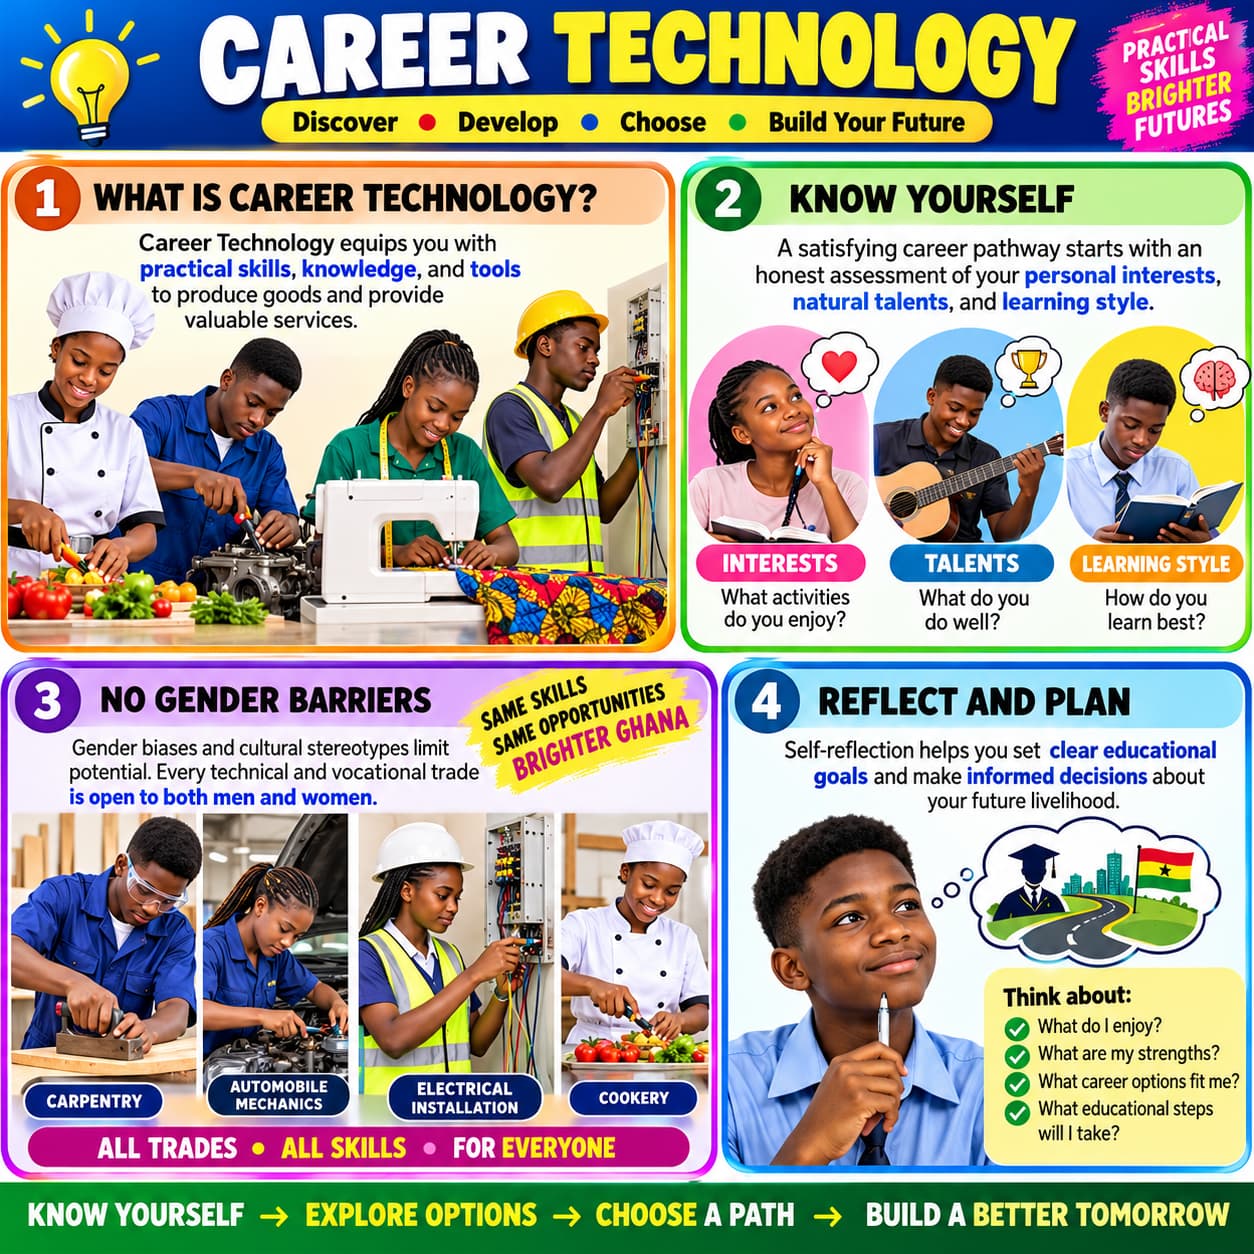 CAREER TECHNOLOGY
Discover • Develop • Choose • Build Your Future
PRACTICAL
SKILLS
BRIGHTER
FUTURES
1 WHAT IS CAREER TECHNOLOGY?
Career Technology equips you with
practical skills, knowledge, and tools
to produce goods and provide
valuable services.
2 KNOW YOURSELF
A satisfying career pathway starts with an
honest assessment of your personal interests,
natural talents, and learning style.
INTERESTS
What activities
do you enjoy?
TALENTS
What do you
do well?
LEARNING STYLE
How do you
learn best?
3 NO GENDER BARRIERS
SAME SKILLS
SAME OPPORTUNITIES
BRIGHTER GHANA
Gender biases and cultural stereotypes limit
potential. Every technical and vocational trade
is open to both men and women.
CARPENTRY
AUTOMOBILE
MECHANICS
ELECTRICAL
INSTALLATION
COOKERY
ALL TRADES • ALL SKILLS • FOR EVERYONE
4 REFLECT AND PLAN
Self-reflection helps you set clear educational
goals and make informed decisions about
your future livelihood.
Think about:
What do I enjoy?
What are my strengths?
What career options fit me?
What educational steps
will I take?
KNOW YOURSELF → EXPLORE OPTIONS → CHOOSE A PATH → BUILD A BETTER TOMORROW